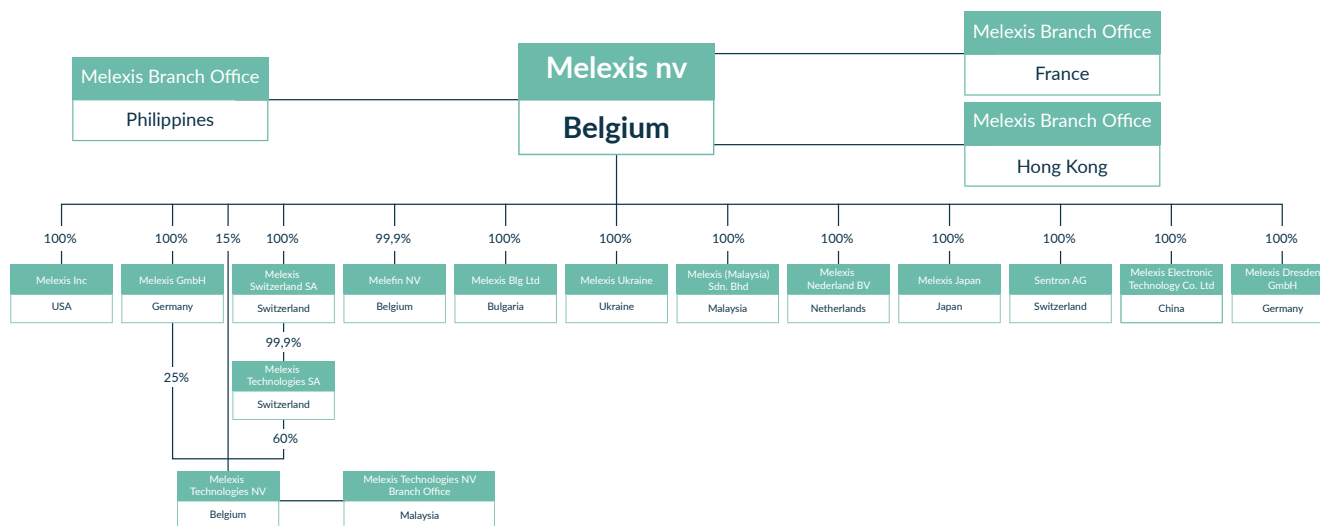 Melexis Branch Office
France
Melexis nv
Belgium
Melexis Branch Office
Philippines
Melexis Branch Office
Hong Kong
100% 100% 15% 100% 99,9% 100% 100% 100% 100% 100% 100% 100% 100%
Melexis Inc
USA
Melexis GmbH
Germany
Melexis
Switzerland SA
Switzerland
Melefin NV
Belgium
Melexis Blg Ltd
Bulgaria
Melexis Ukraine
Ukraine
Melexis (Malaysia)
Sdn. Bhd
Malaysia
Melexis
Nederland BV
Netherlands
Melexis Japan
Japan
Sentron AG
Switzerland
Melexis Electronic
Technology Co. Ltd
China
Melexis Dresden
GmbH
Germany
99,9%
25%
Melexis
Technologies SA
Switzerland
60%
Melexis
Technologies NV
Belgium
Melexis Technologies NV
Branch Office
Malaysia